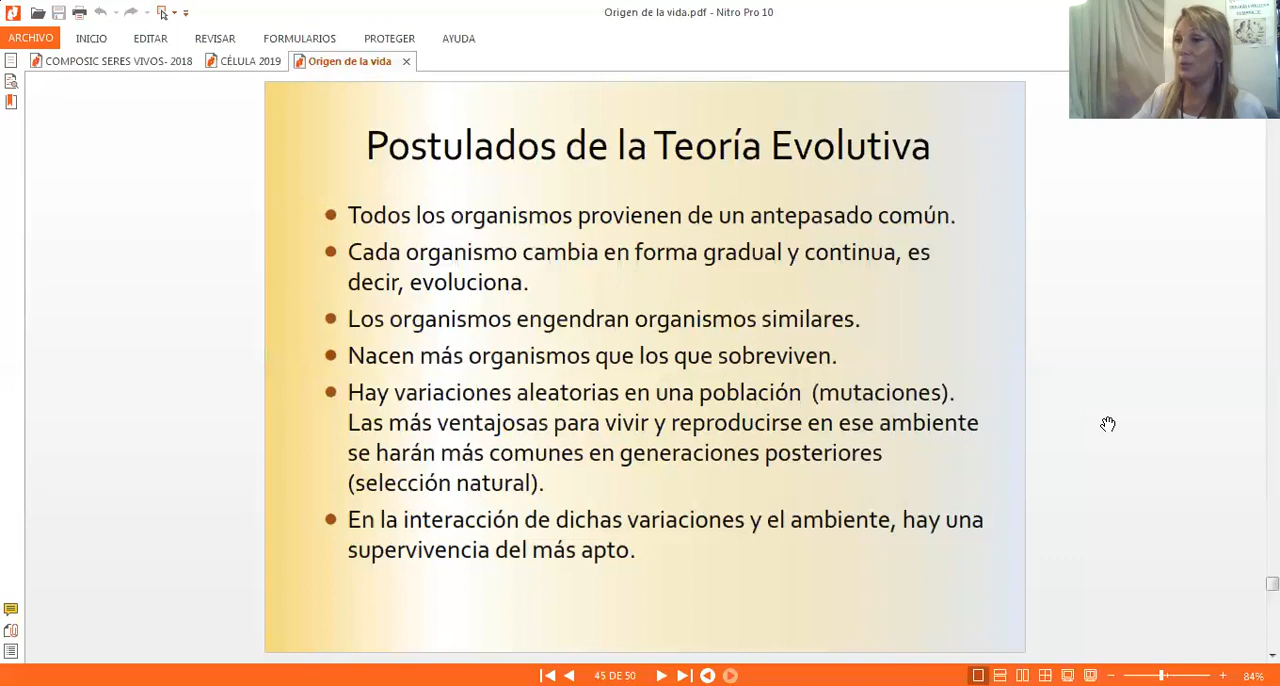 Origen de la vida.pdf - Nitro Pro 10
ARCHIVO INICIO EDITAR REVISAR FORMULARIOS PROTEGER AYUDA
COMPOSIC SERES VIVOS- 2018 CÉLULA 2019 Origen de la vida
Postulados de la Teoría Evolutiva
Todos los organismos provienen de un antepasado común.
Cada organismo cambia en forma gradual y continua, es
decir, evoluciona.
Los organismos engendran organismos similares.
Nacen más organismos que los que sobreviven.
Hay variaciones aleatorias en una población (mutaciones).
Las más ventajosas para vivir y reproducirse en ese ambiente
se harán más comunes en generaciones posteriores
(selección natural).
En la interacción de dichas variaciones y el ambiente, hay una
supervivencia del más apto.
45 DE 50
84%